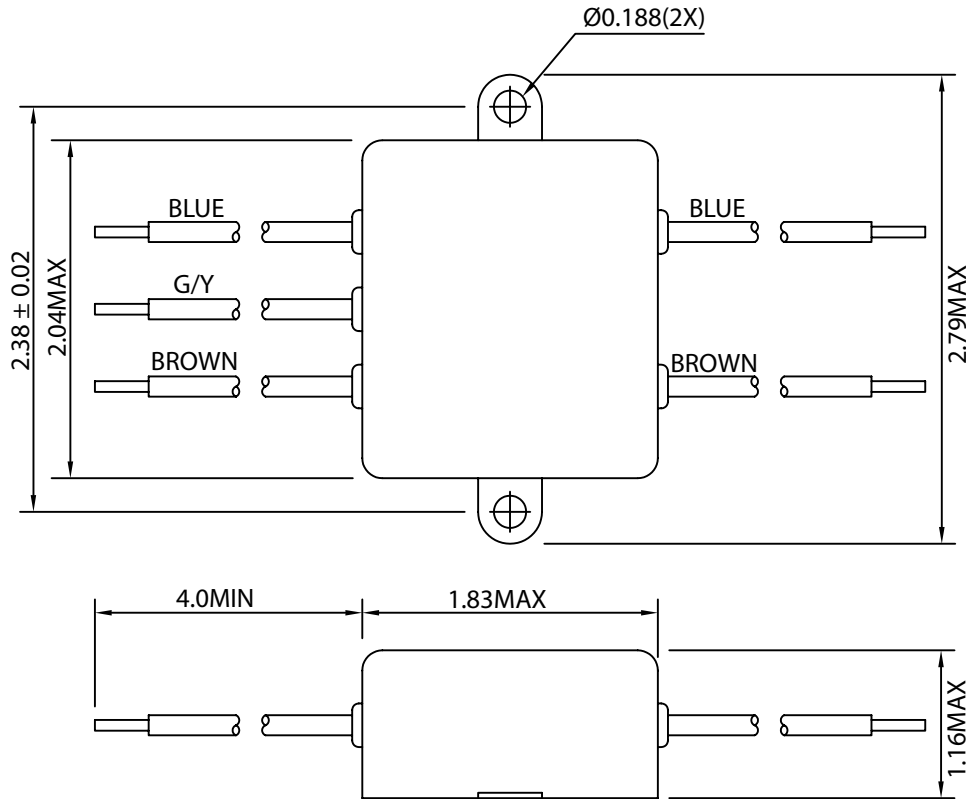 Ø0.188(2X)
BLUE
BLUE
G/Y
BROWN
BROWN
2.38 ± 0.02
2.04MAX
2.79MAX
4.0MIN
1.83MAX
1.16MAX